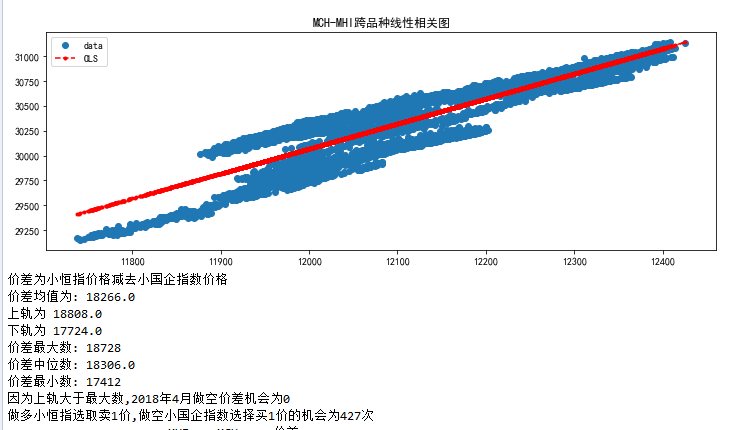 MCH-MHI跨品种线性相关图
data
OLS
31000
30750
30500
30250
30000
29750
29500
29250
11800
11900
12000
12100
12200
12300
12400
价差为小恒指价格减去小国企指数价格
价差均值为: 18266.0
上轨为 18808.0
下轨为 17724.0
价差最大数: 18728
价差中位数: 18306.0
价差最小数: 17412
因为上轨大于最大数,2018年4月做空价差机会为0
做多小恒指选取卖1价,做空小国企指数选择买1价的机会为427次